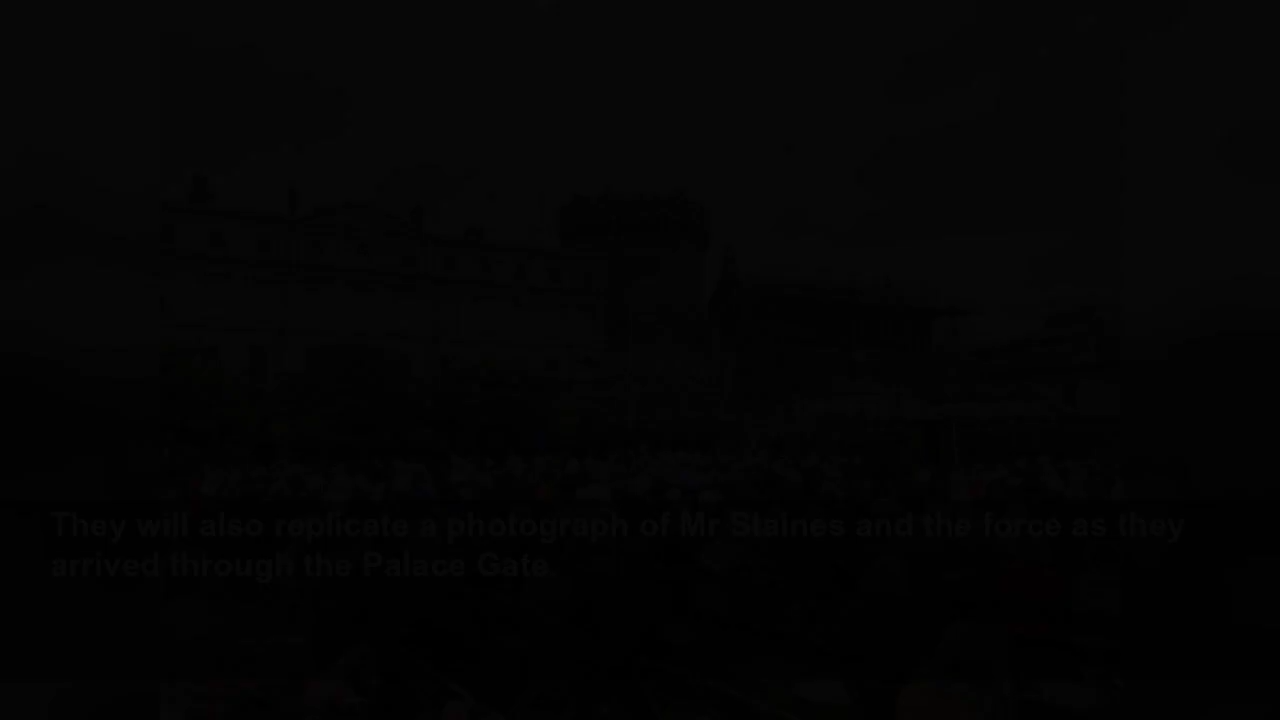 They will also replicate a photograph of Mr Staines and the force as they
arrived through the Palace Gate.